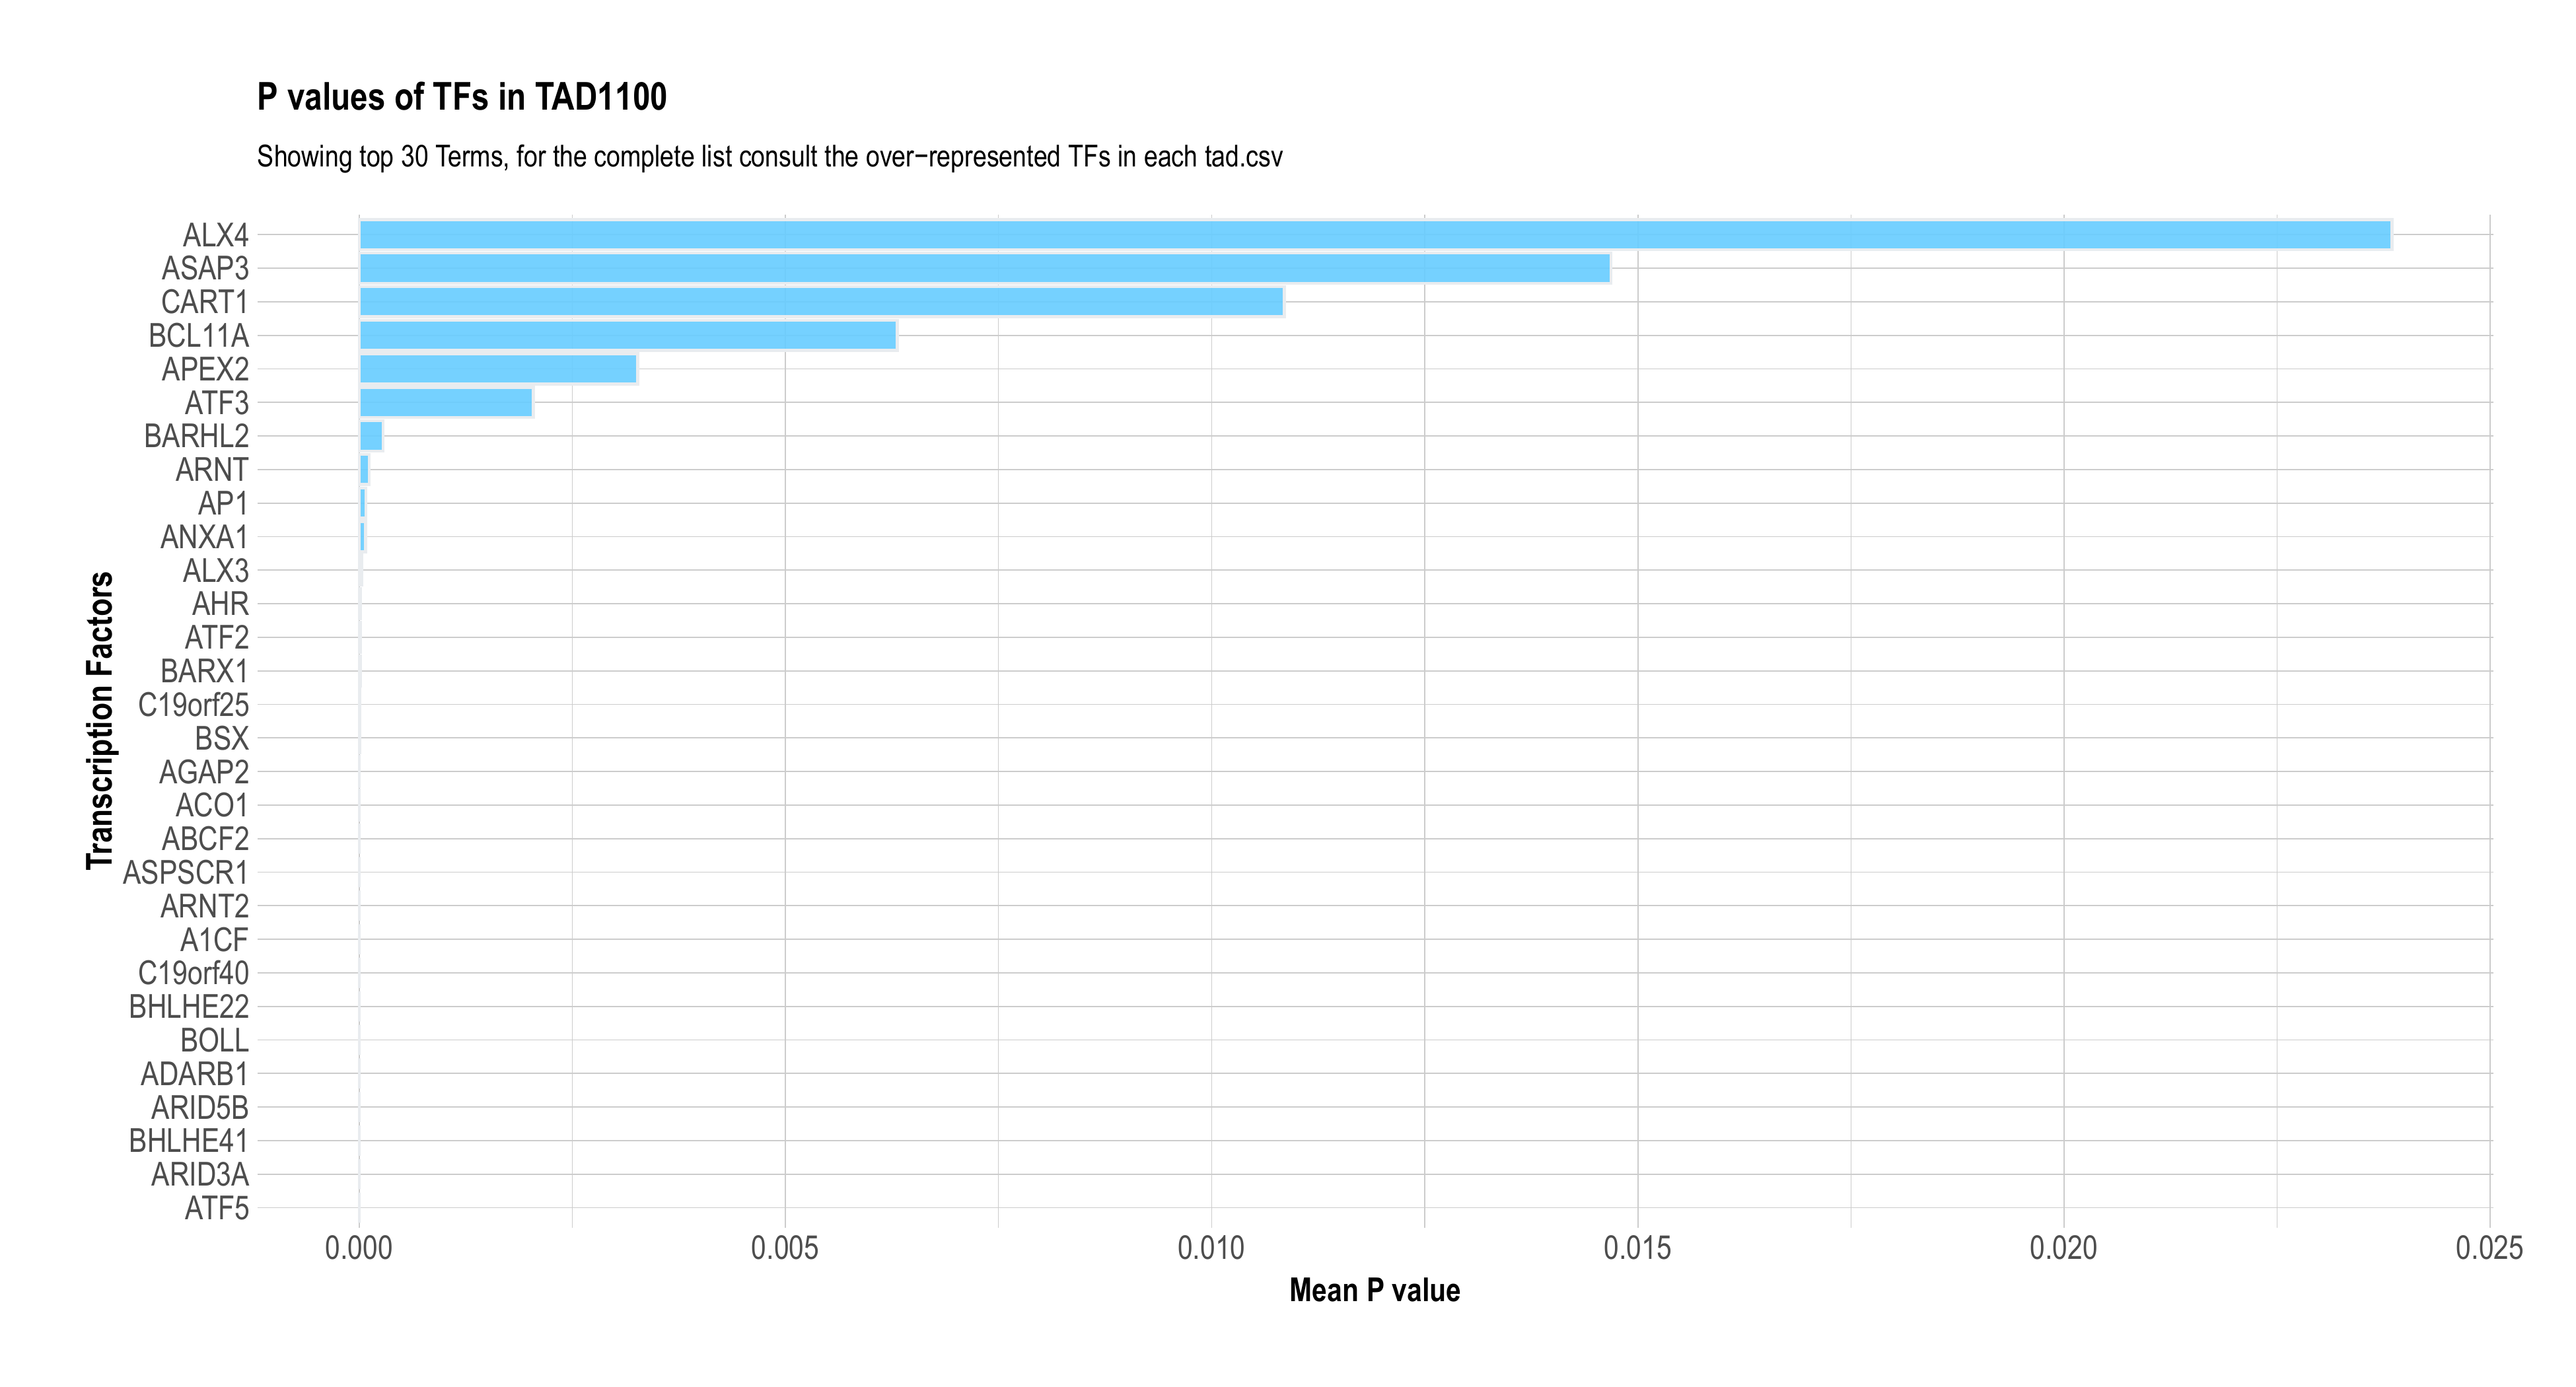 P values of TFs in TAD1100
Showing top 30 Terms, for the complete list consult the over−represented TFs in each tad.csv
Transcription Factors
ALX4
ASAP3
CART1
BCL11A
APEX2
ATF3
BARHL2
ARNT
AP1
ANXA1
ALX3
AHR
ATF2
BARX1
C19orf25
BSX
AGAP2
ACO1
ABCF2
ASPSCR1
ARNT2
A1CF
C19orf40
BHLHE22
BOLL
ADARB1
ARID5B
BHLHE41
ARID3A
ATF5
0.000 0.005 0.010 0.015 0.020 0.025
Mean P value